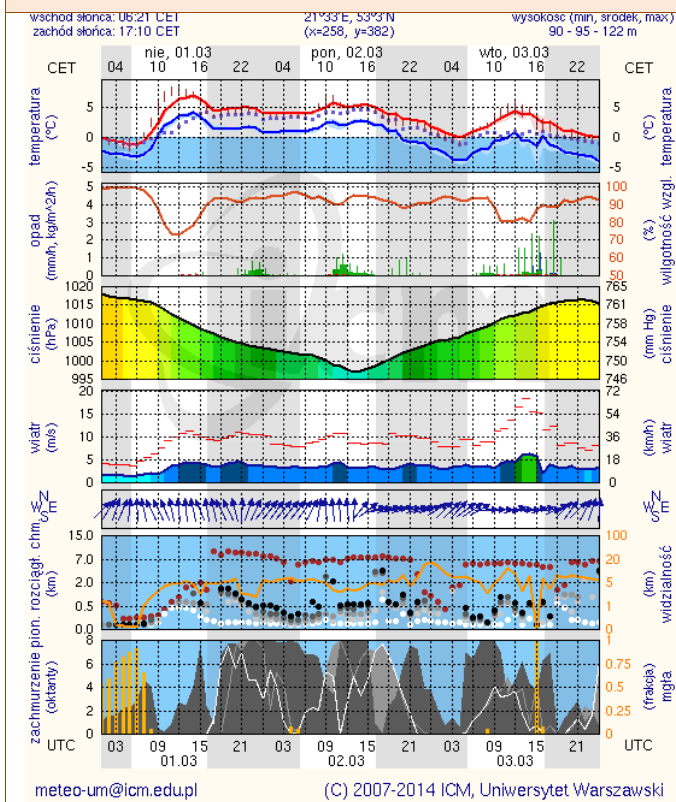 wschód słońca: 06:21 CET 21°33'E, 53°3'N wysokość (min, środek, max)
zachód słońca: 17:10 CET (x=258, y=382) 90 - 95 - 122 m
nie, 01.03 pon, 02.03 wto, 03.03
CET 04 10 16 22 04 10 16 22 04 10 16 22 CET
temperatura (°C) 5 0 -5 5 0 -5 (°C) temperatura
opad (mm/h, kg/m^2/h) 5 4 3 2 1 0 100 90 80 70 60 50 (%) wilgotność wzgl.
ciśnienie (hPa) 1020 1015 1010 1005 1000 995 765 761 758 754 750 746 (mm Hg) ciśnienie
wiatr (m/s) 20 15 10 5 0 72 54 36 18 0 (km/h) wiatr
N W E S N W E S
pion. rozciągł. chm. (km) 15.0 7.0 2.0 0.5 0.0 100 20 5 1 0 (km) widzialność
zachmurzenie (oktanty) 8 6 4 2 0 1 0.75 0.5 0.25 0 (frakcja) mgła
UTC 03 09 15 21 03 09 15 21 03 09 15 21 UTC
01.03 02.03 03.03
meteo-um@icm.edu.pl (C) 2007-2014 ICM, Uniwersytet Warszawski